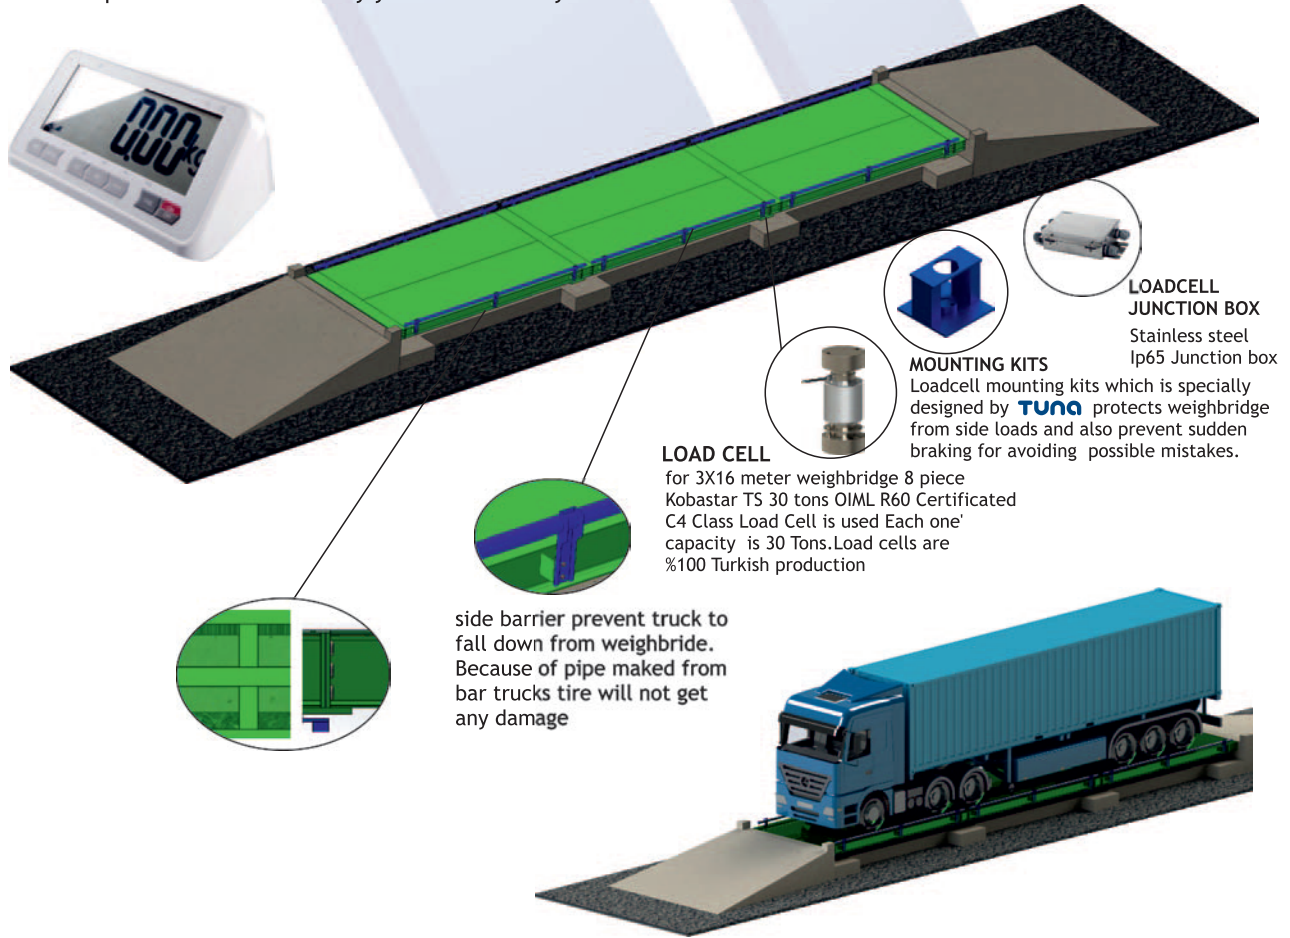 kg
LOADCELL
JUNCTION BOX
Stainless steel
Ip65 Junction box
MOUNTING KITS
Loadcell mounting kits which is specially
designed by TUNA protects weighbridge
from side loads and also prevent sudden
braking for avoiding possible mistakes.
LOAD CELL
for 3X16 meter weighbridge 8 piece
Kobastar TS 30 tons OIML R60 Certificated
C4 Class Load Cell is used Each one'
capacity is 30 Tons.Load cells are
%100 Turkish production
side barrier prevent truck to
fall down from weighbride.
Because of pipe maked from
bar trucks tire will not get
any damage